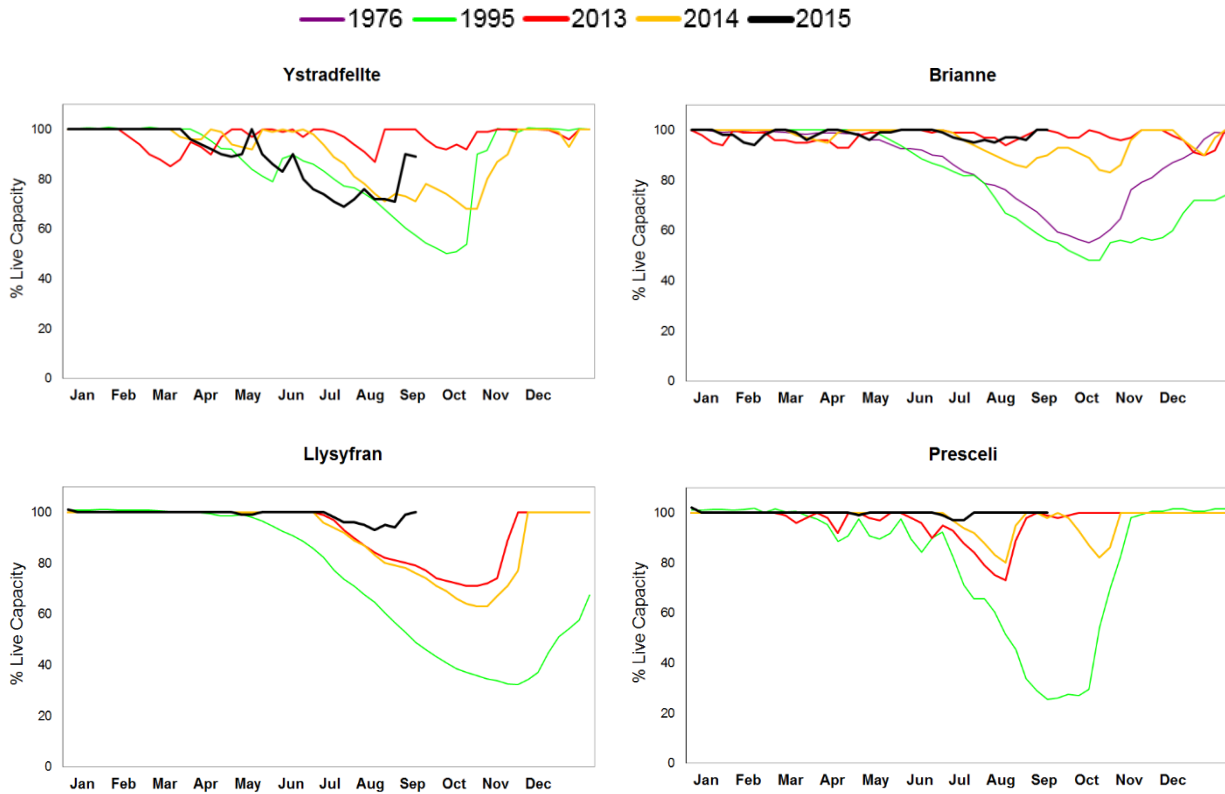 1976 1995 2013 2014 2015
Ystradfellte
% Live Capacity
100
80
60
40
20
0
Jan Feb Mar Apr May Jun Jul Aug Sep Oct Nov Dec
Brianne
% Live Capacity
100
80
60
40
20
0
Jan Feb Mar Apr May Jun Jul Aug Sep Oct Nov Dec
Llysyfran
% Live Capacity
100
80
60
40
20
0
Jan Feb Mar Apr May Jun Jul Aug Sep Oct Nov Dec
Presceli
% Live Capacity
100
80
60
40
20
0
Jan Feb Mar Apr May Jun Jul Aug Sep Oct Nov Dec